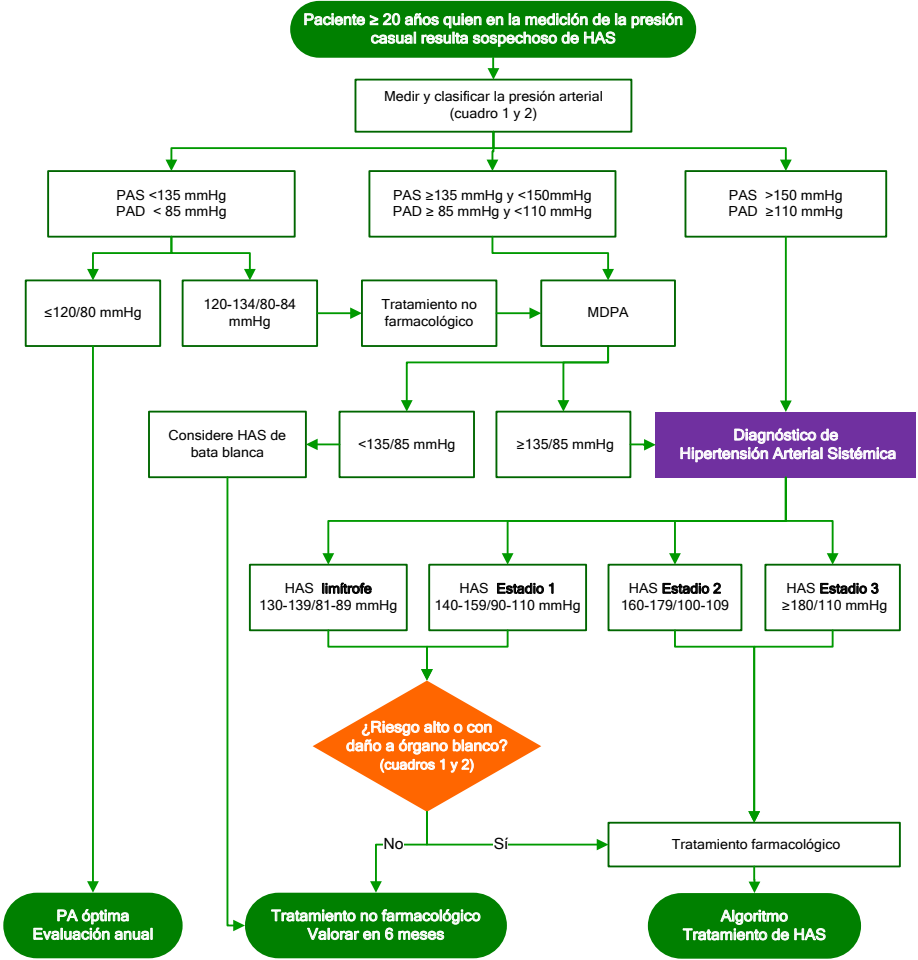 Paciente ≥ 20 años quien en la medición de la presión
casual resulta sospechoso de HAS
Medir y clasificar la presión arterial
(cuadro 1 y 2)
PAS <135 mmHg
PAD < 85 mmHg
PAS ≥135 mmHg y <150mmHg
PAD ≥ 85 mmHg y <110 mmHg
PAS >150 mmHg
PAD ≥110 mmHg
≤120/80 mmHg
120-134/80-84
mmHg
Tratamiento no
farmacológico
MDPA
Considere HAS de
bata blanca
<135/85 mmHg
≥135/85 mmHg
Diagnóstico de
Hipertensión Arterial Sistémica
HAS limítrofe
130-139/81-89 mmHg
HAS Estadio 1
140-159/90-110 mmHg
HAS Estadio 2
160-179/100-109
HAS Estadio 3
≥180/110 mmHg
¿Riesgo alto o con
daño a órgano blanco?
(cuadros 1 y 2)
No
Sí
Tratamiento farmacológico
PA óptima
Evaluación anual
Tratamiento no farmacológico
Valorar en 6 meses
Algoritmo
Tratamiento de HAS